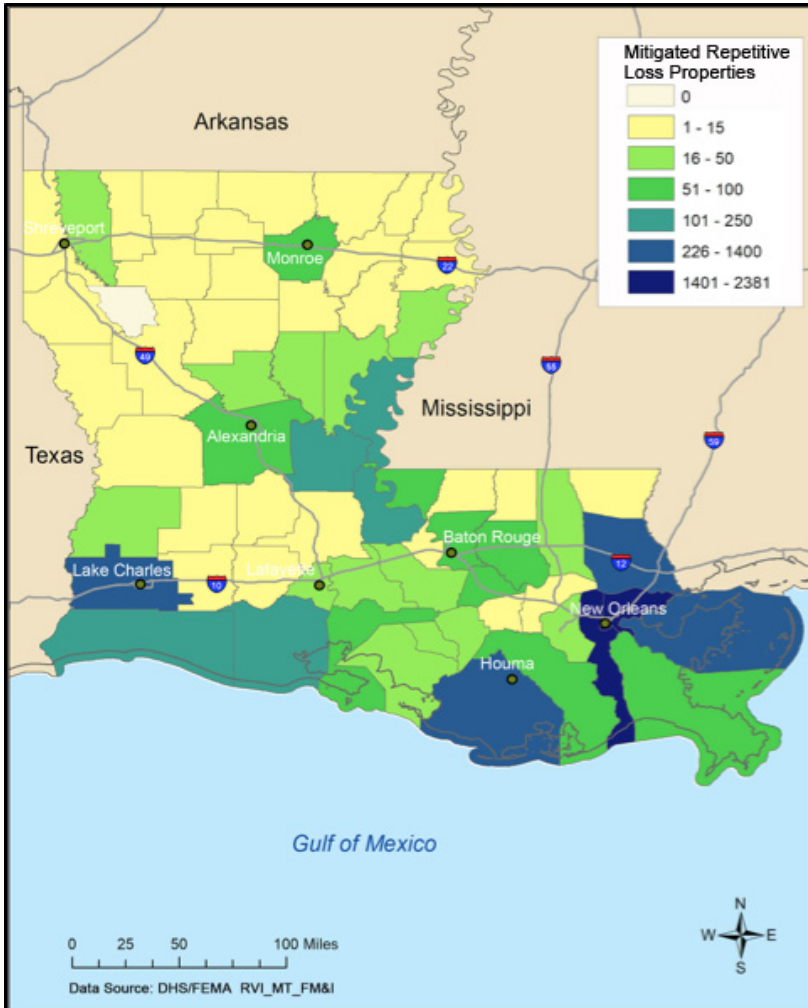 Mitigated Repetitive
Loss Properties
0
1 - 15
16 - 50
51 - 100
101 - 250
226 - 1400
1401 - 2381
Arkansas
Shreveport
Monroe
22
49
55
Mississippi
59
Alexandria
Texas
Baton Rouge
Lake Charles
10
Lafayette
12
New Orleans
Houma
Gulf of Mexico
N
W E
S
0 25 50 100 Miles
Data Source: DHS/FEMA RVI_MT_FM&I